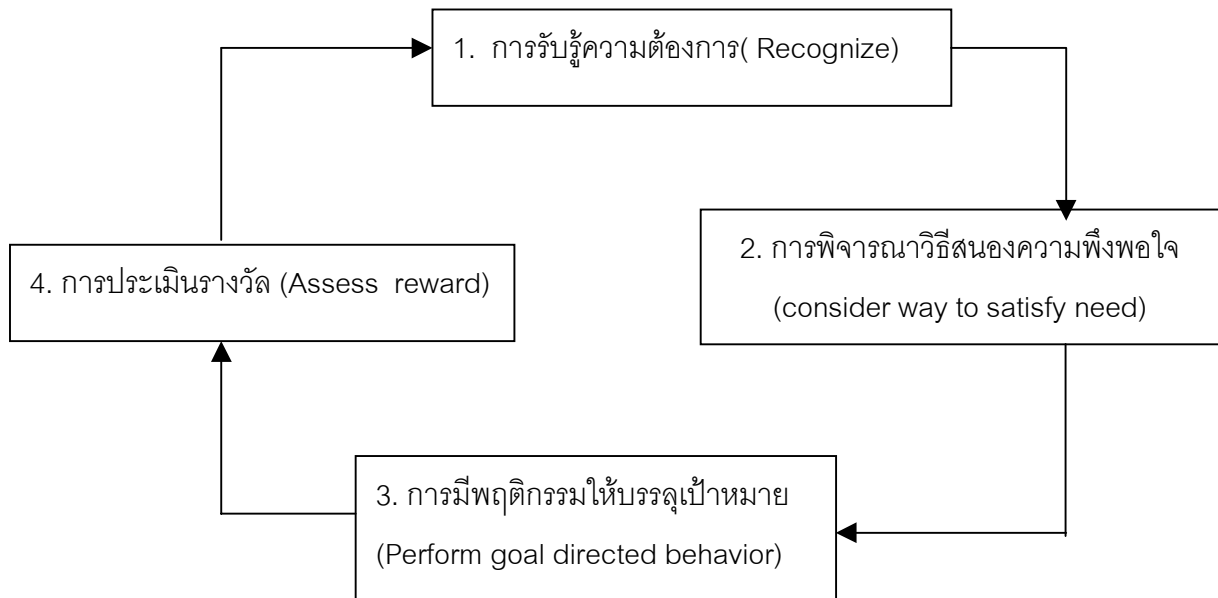 1. การรับรู้ความต้องการ( Recognize)
2. การพิจารณาวิธีสนองความพึงพอใจ
(consider way to satisfy need)
3. การมีพฤติกรรมให้บรรลุเป้าหมาย
(Perform goal directed behavior)
4. การประเมินรางวัล (Assess reward)